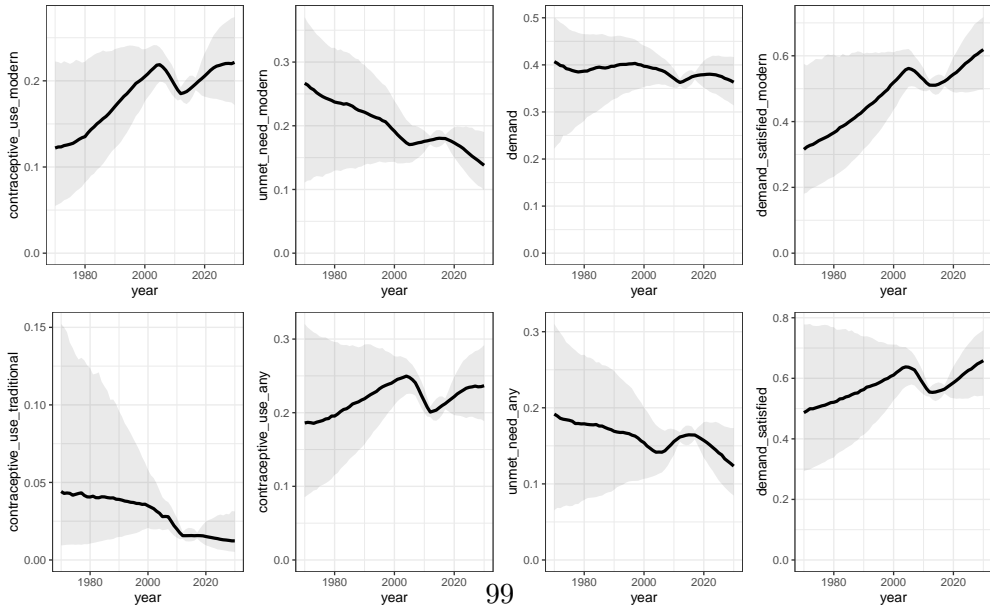 contraceptive_use_modern
0.2
0.1
0.0
1980 2000 2020
year
unmet_need_modern
0.3
0.2
0.1
0.0
1980 2000 2020
year
demand
0.5
0.4
0.3
0.2
0.1
0.0
1980 2000 2020
year
demand_satisfied_modern
0.6
0.4
0.2
0.0
1980 2000 2020
year
contraceptive_use_traditional
0.15
0.10
0.05
0.00
1980 2000 2020
year
contraceptive_use_any
0.3
0.2
0.1
0.0
1980 2000 2020
year
unmet_need_any
0.3
0.2
0.1
0.0
1980 2000 2020
year
demand_satisfied
0.8
0.6
0.4
0.2
0.0
1980 2000 2020
year
99